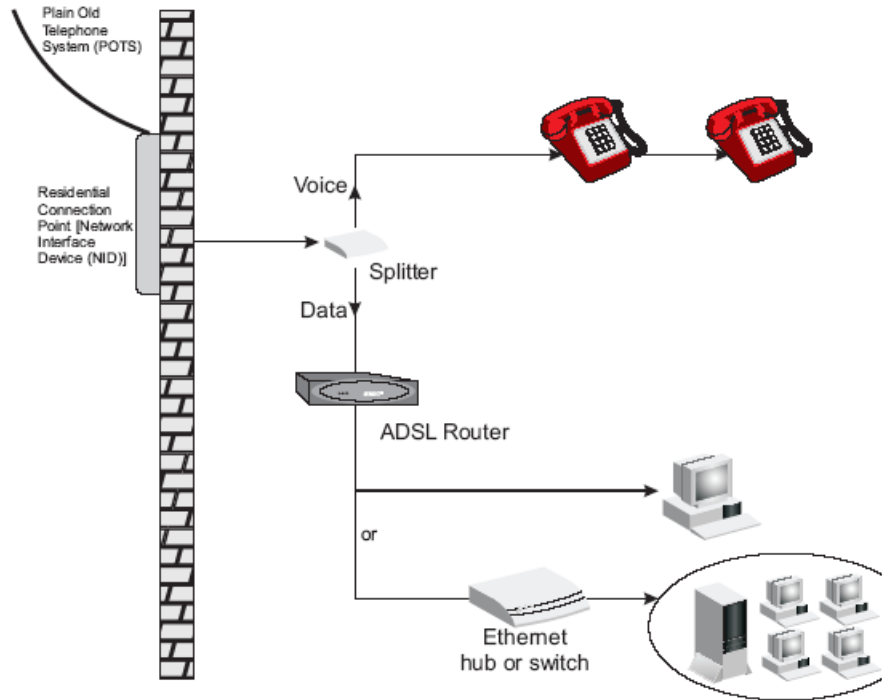 Plain Old
Telephone
System (POTS)
Residential
Connection
Point [Network
Interface
Device (NID)]
Voice
Splitter
Data
ADSL Router
or
Ethernet
hub or switch